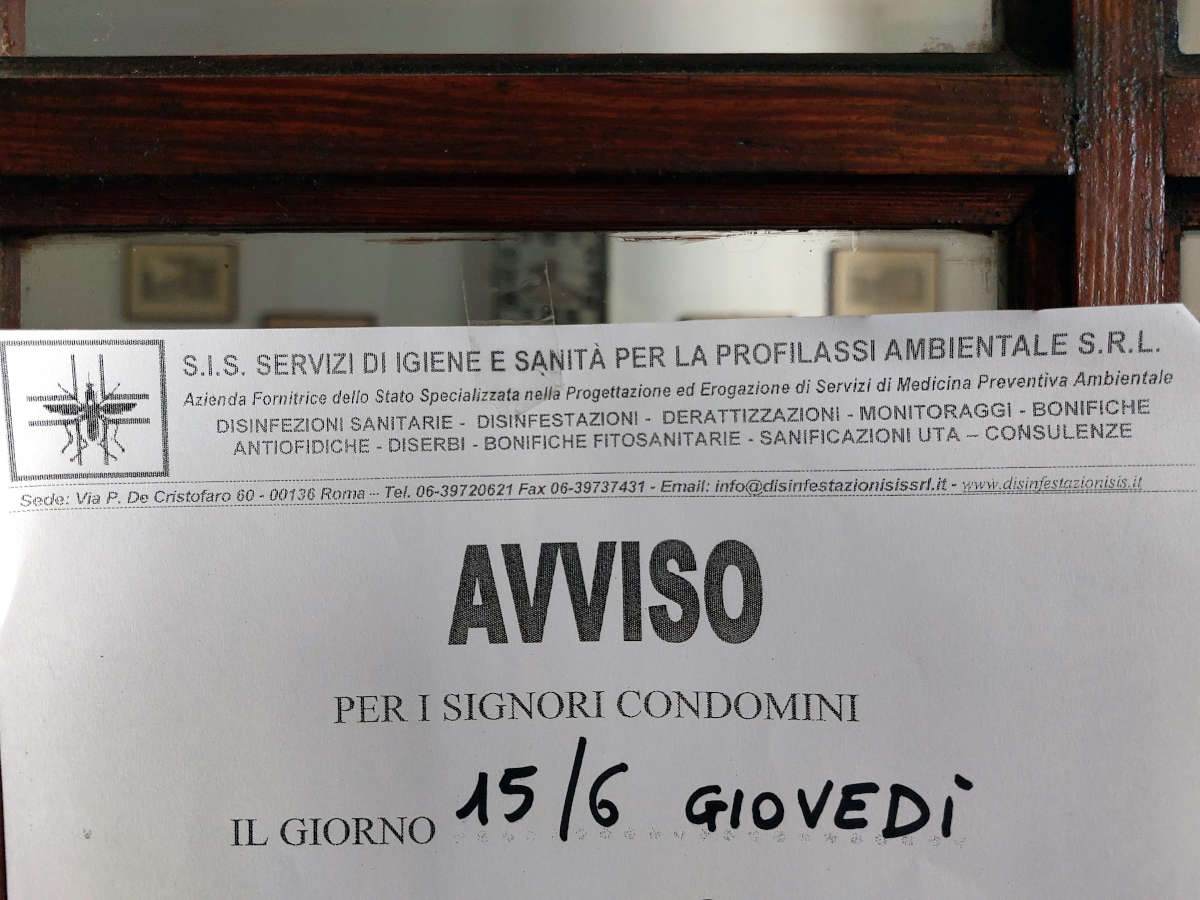 S.I.S. SERVIZI DI IGIENE E SANITÀ PER LA PROFILASSI AMBIENTALE S.R.L.
Azienda Fornitrice dello Stato Specializzata nella Progettazione ed Erogazione di Servizi di Medicina Preventiva Ambientale
DISINFEZIONI SANITARIE - DISINFESTAZIONI - DERATTIZZAZIONI - MONITORAGGI - BONIFICHE
ANTIOFIDICHE - DISERBI - BONIFICHE FITOSANITARIE - SANIFICAZIONI UTA – CONSULENZE
Sede: Via P. De Cristofaro 60 - 00136 Roma -- Tel. 06-39720621 Fax 06-39737431 - Email: info@disinfestazionisissrl.it - www.disinfestazionisis.it
AVVISO
PER I SIGNORI CONDOMINI
IL GIORNO 15/6 GIOVEDÌ